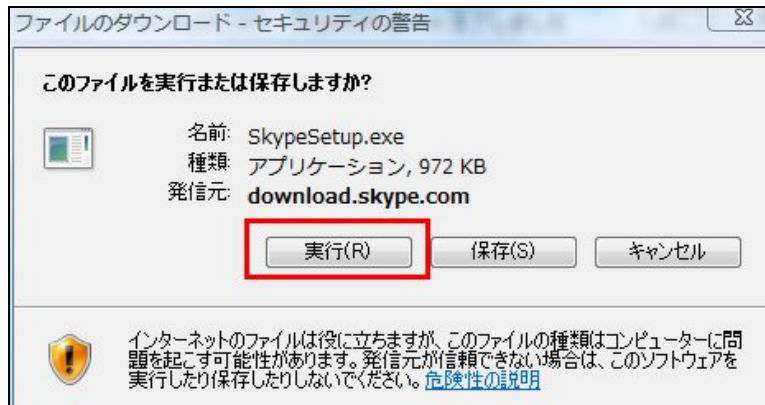 ファイルのダウンロード - セキュリティの警告
このファイルを実行または保存しますか?
名前: SkypeSetup.exe
種類: アプリケーション, 972 KB
発信元: download.skype.com
実行(R) 保存(S) キャンセル
インターネットのファイルは役に立ちますが、このファイルの種類はコンピューターに問
題を起こす可能性があります。発信元が信頼できない場合は、このソフトウェアを
実行したり保存したりしないでください。危険性の説明